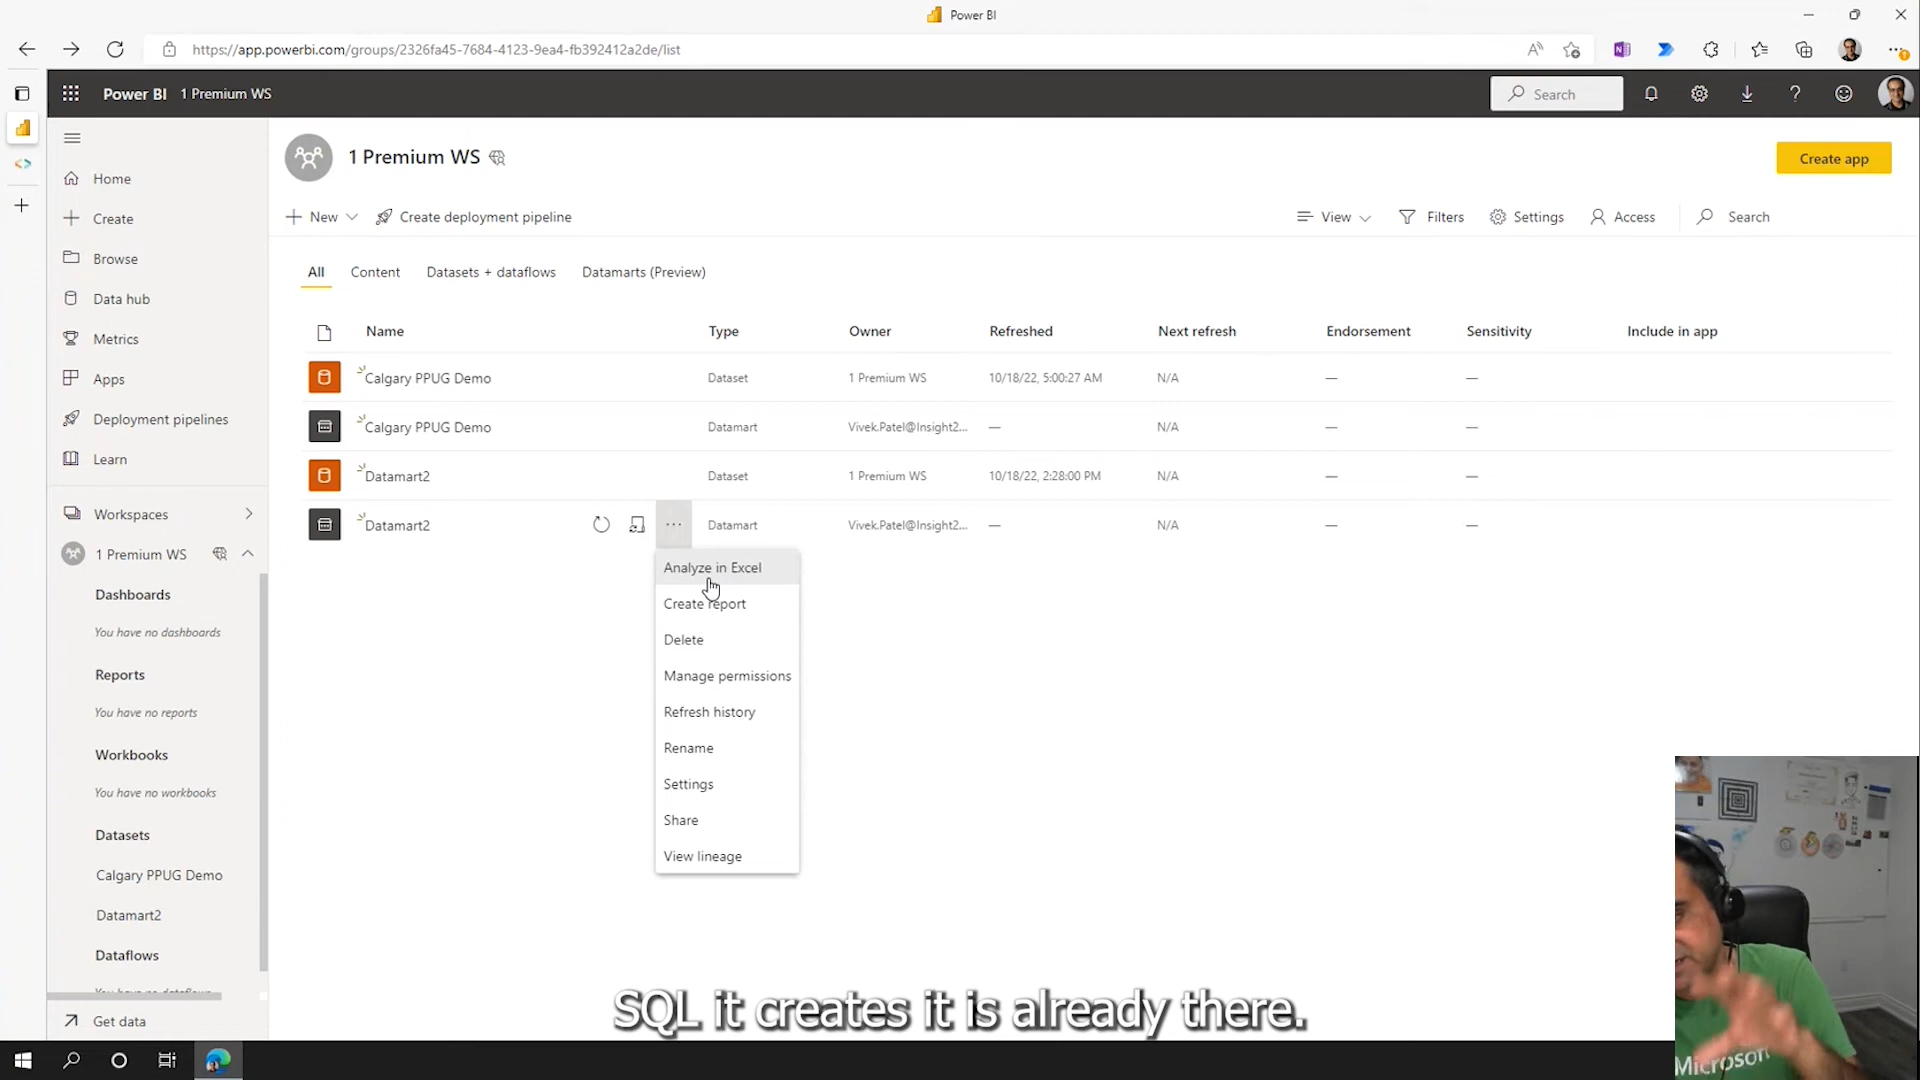 Power BI
https://app.powerbi.com/groups/2326fa45-7684-4123-9ea4-fb392412a2de/list
Power BI 1 Premium WS
Search
Home
Create
Browse
Data hub
Metrics
Apps
Deployment pipelines
Learn
Workspaces
1 Premium WS
Dashboards
You have no dashboards
Reports
You have no reports
Workbooks
You have no workbooks
Datasets
Calgary PPUG Demo
Datamart2
Dataflows
You have no dataflows
Get data
1 Premium WS
Create app
New Create deployment pipeline
View Filters Settings Access Search
All Content Datasets + dataflows Datamarts (Preview)
Name Type Owner Refreshed Next refresh Endorsement Sensitivity Include in app
Calgary PPUG Demo Dataset 1 Premium WS 10/18/22, 5:00:27 AM N/A — —
Calgary PPUG Demo Datamart Vivek.Patel@Insight2... — N/A — —
Datamart2 Dataset 1 Premium WS 10/18/22, 2:28:00 PM N/A — —
Datamart2 Datamart Vivek.Patel@Insight2... — N/A — —
Analyze in Excel
Create report
Delete
Manage permissions
Refresh history
Rename
Settings
Share
View lineage
Microsoft
SQL it creates it is already there.